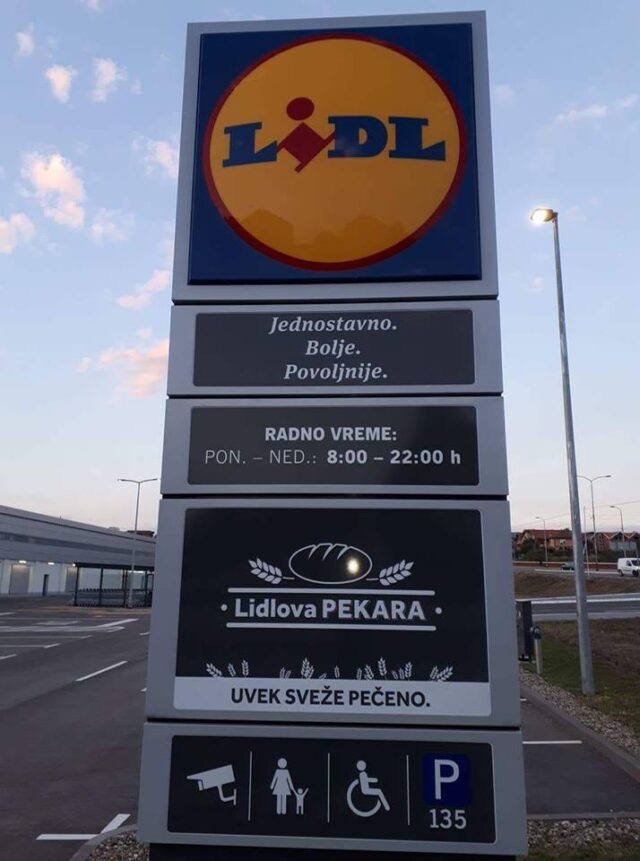 LIDL
Jednostavno.
Bolje.
Povoljnije.
RADNO VREME:
PON. – NED.: 8:00 – 22:00 h
· Lidlova PEKARA ·
UVEK SVEŽE PEČENO.
P
135